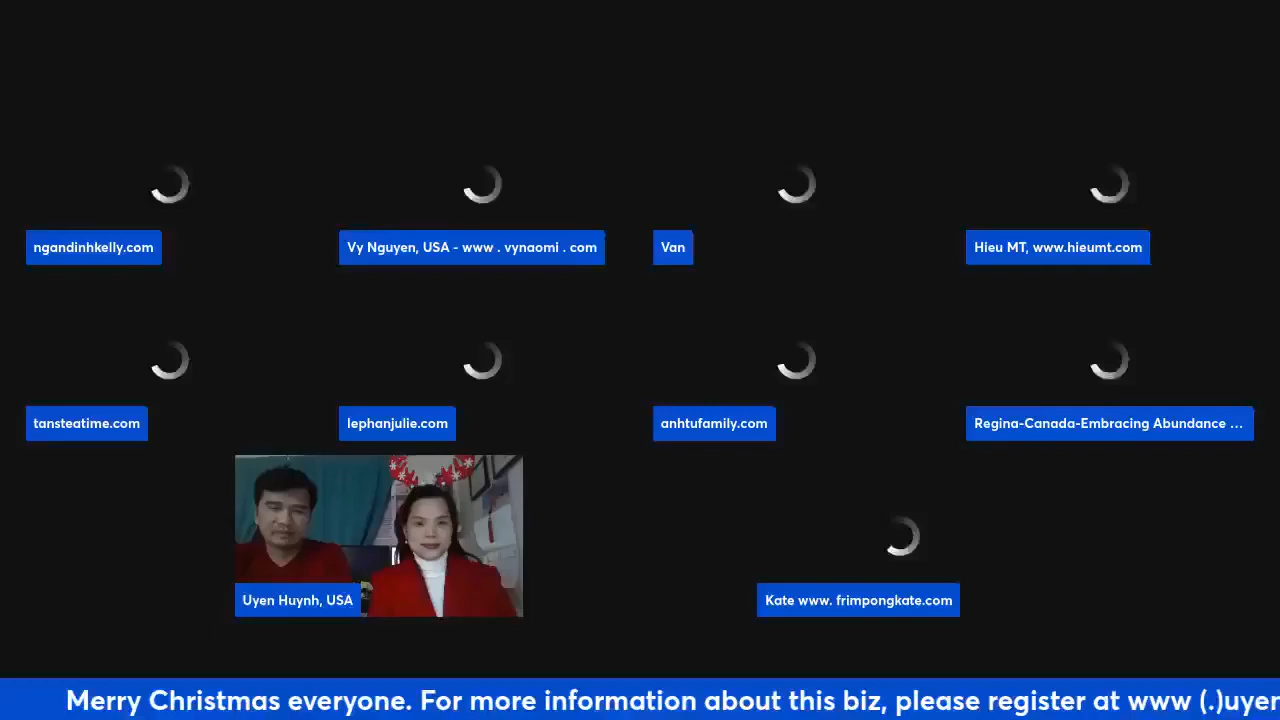 ngandinhkelly.com
Vy Nguyen, USA - www . vynaomi . com
Van
Hieu MT, www.hieumt.com
tansteatime.com
lephanjulie.com
anhtufamily.com
Regina-Canada-Embracing Abundance ...
Uyen Huynh, USA
Kate www. frimpongkate.com
Merry Christmas everyone. For more information about this biz, please register at www (.)uyen